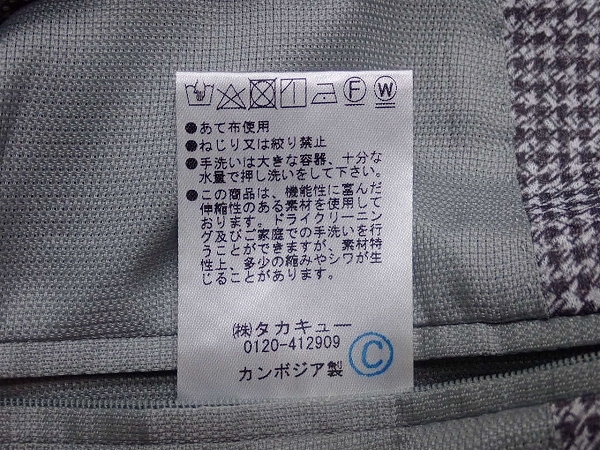 F W
●あて布使用
●ねじり又は絞り禁止
●手洗いは大きな容器、十分な
水量で押し洗いをして下さい。
●この商品は、機能性に富んだ
伸縮性のある素材を使用して
おります。ドライクリーニン
グ及びご家庭での手洗いを行
うことができますが、素材特
性上、多少の縮みやシワが生
じることがあります。
(株)タカキュー
0120-412909
カンボジア製
C